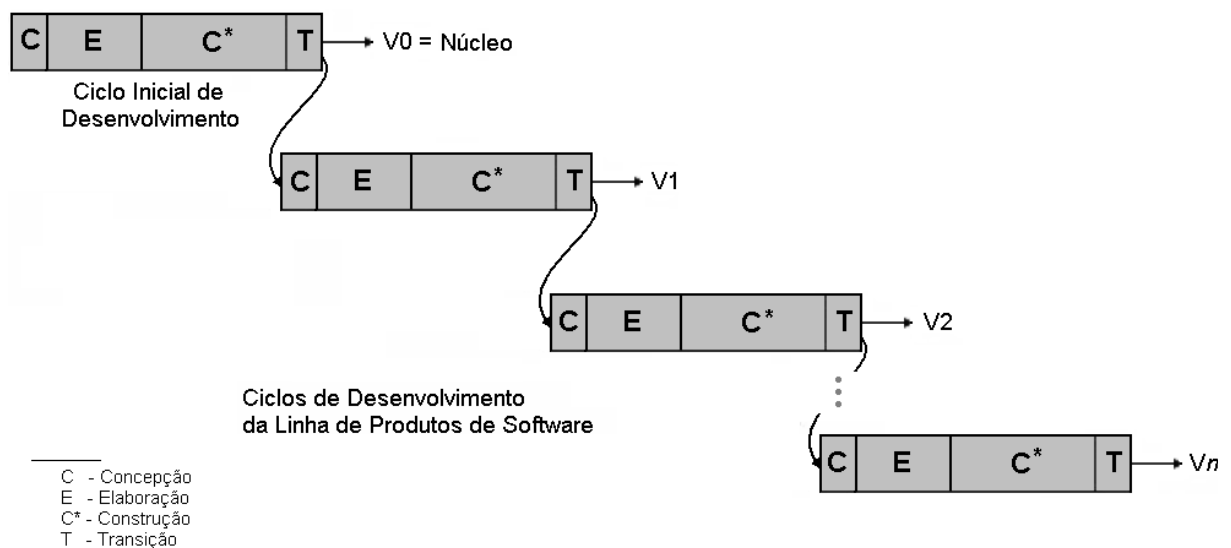 C E C* T V0 = Núcleo
Ciclo Inicial de
Desenvolvimento
C E C* T V1
C E C* T V2
Ciclos de Desenvolvimento
da Linha de Produtos de Software
C E C* T Vn
C - Concepção
E - Elaboração
C* - Construção
T - Transição